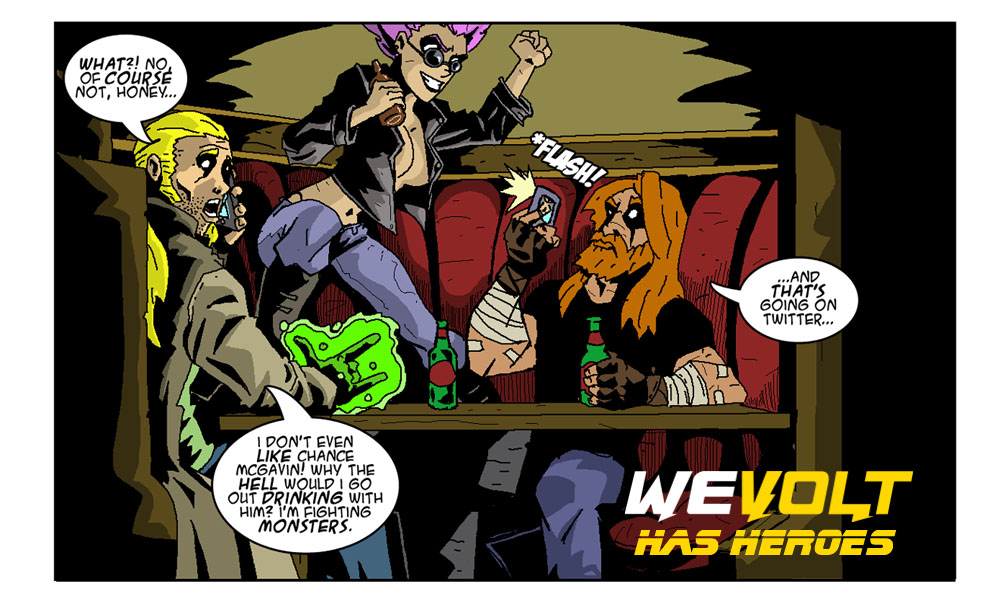 WHAT?! NO,
OF COURSE
NOT, HONEY...
*FLASH!
...AND
THAT'S
GOING ON
TWITTER...
I DON'T EVEN
LIKE CHANCE
MCGAVIN! WHY THE
HELL WOULD I GO
OUT DRINKING WITH
HIM? I'M FIGHTING
MONSTERS.
WEVOLT
HAS HEROES